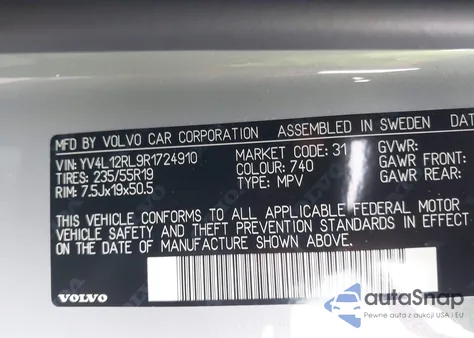 MFD BY VOLVO CAR CORPORATION ASSEMBLED IN SWEDEN DATE
VIN: YV4L12RL9R1724910 MARKET CODE: 31 GVWR:
TIRES: 235/55R19 COLOUR: 740 GAWR FRONT:
RIM: 7.5Jx19x50.5 TYPE: MPV GAWR REAR:
THIS VEHICLE CONFORMS TO ALL APPLICABLE FEDERAL MOTOR
VEHICLE SAFETY AND THEFT PREVENTION STANDARDS IN EFFECT
ON THE DATE OF MANUFACTURE SHOWN ABOVE.
VOLVO
autoSnap
Pewne auta z aukcji USA i EU